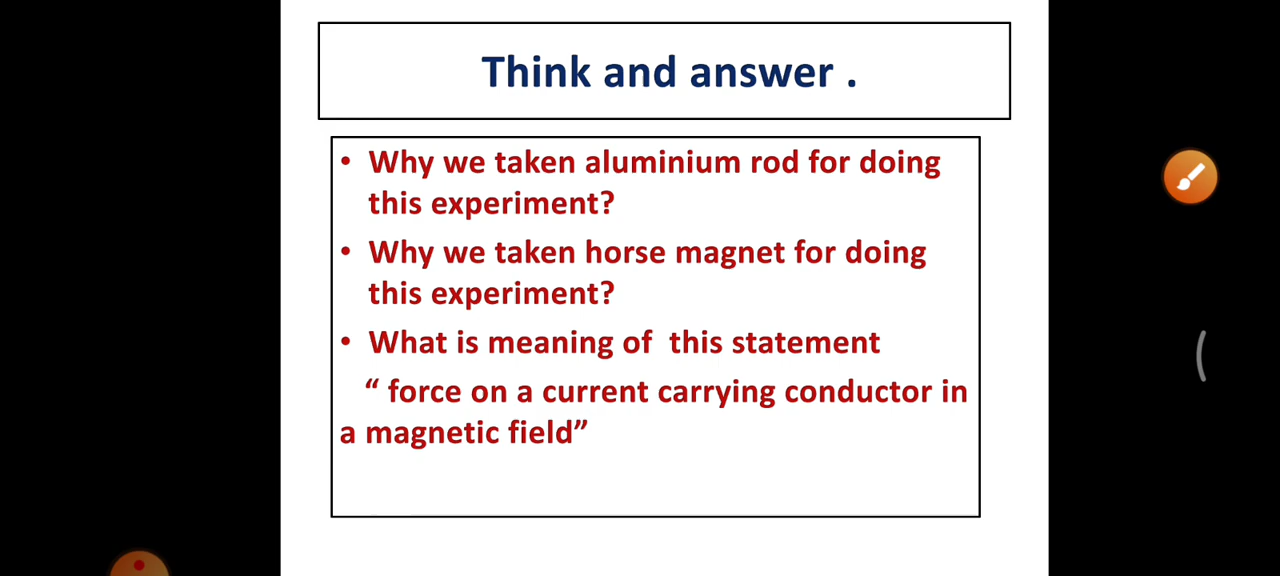 Think and answer .
• Why we taken aluminium rod for doing
this experiment?
• Why we taken horse magnet for doing
this experiment?
• What is meaning of  this statement
“ force on a current carrying conductor in
a magnetic field”